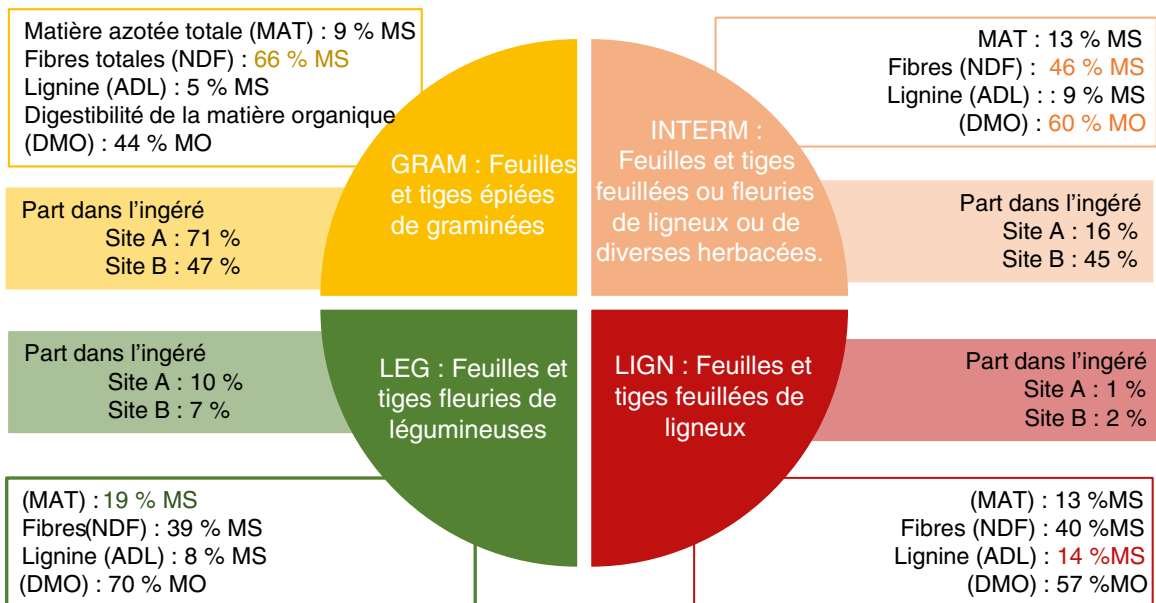 Matière azotée totale (MAT) : 9 % MS
Fibres totales (NDF) : 66 % MS
Lignine (ADL) : 5 % MS
Digestibilité de la matière organique
(DMO) : 44 % MO
MAT : 13 % MS
Fibres (NDF) : 46 % MS
Lignine (ADL) : : 9 % MS
(DMO) : 60 % MO
GRAM : Feuilles
et tiges épiées
de graminées
INTERM :
Feuilles et tiges
feuillées ou fleuries
de ligneux ou de
diverses herbacées.
Part dans l’ingéré
Site A : 71 %
Site B : 47 %
Part dans l’ingéré
Site A : 16 %
Site B : 45 %
Part dans l’ingéré
Site A : 10 %
Site B : 7 %
LEG : Feuilles et
tiges fleuries de
légumineuses
LIGN : Feuilles et
tiges feuillées de
ligneux
Part dans l’ingéré
Site A : 1 %
Site B : 2 %
(MAT) : 19 % MS
Fibres(NDF) : 39 % MS
Lignine (ADL) : 8 % MS
(DMO) : 70 % MO
(MAT) : 13 %MS
Fibres (NDF) : 40 %MS
Lignine (ADL) : 14 %MS
(DMO) : 57 %MO